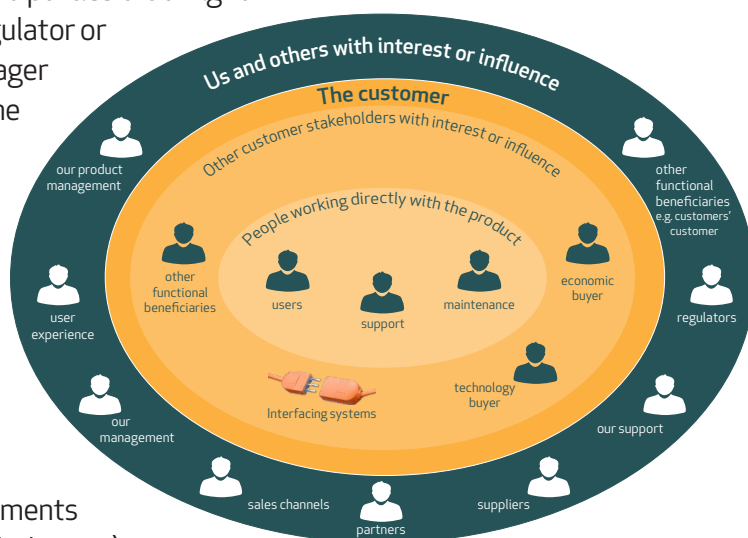 gulator or
ager
Us and others with interest or influence
The customer
Other customer stakeholders with interest or influence
People working directly with the product
our product
management
other
functional
beneficiaries
e.g. customers'
customer
other
functional
beneficiaries
users
support
maintenance
economic
buyer
user
experience
regulators
Interfacing systems
technology
buyer
our
management
our support
sales channels
partners
suppliers
ments